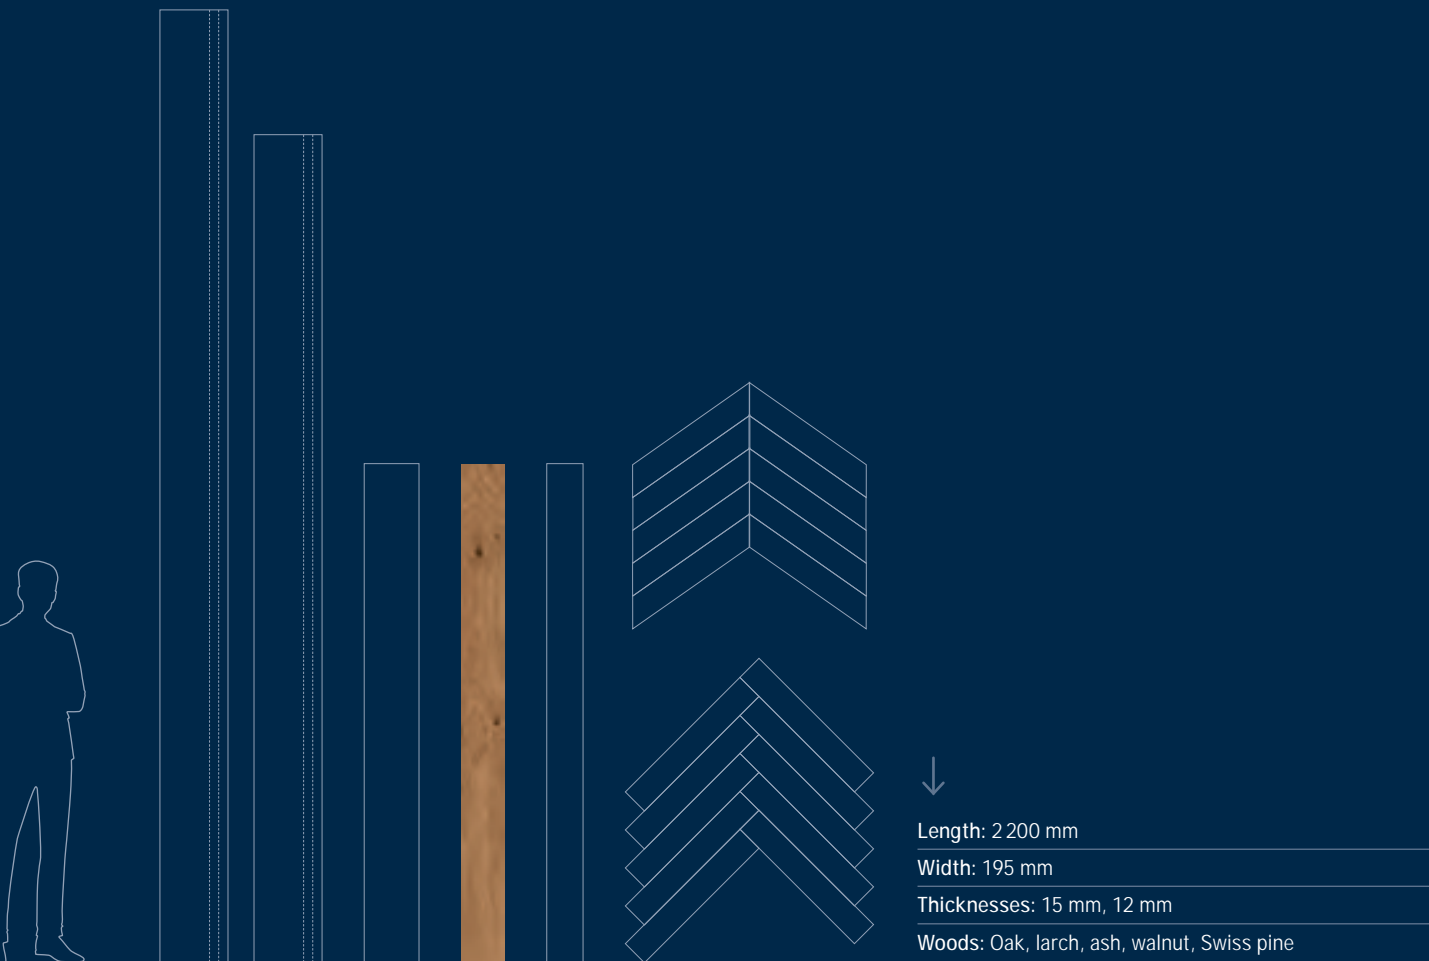 Length: 2 200 mm
Width: 195 mm
Thicknesses: 15 mm, 12 mm
Woods: Oak, larch, ash, walnut, Swiss pine